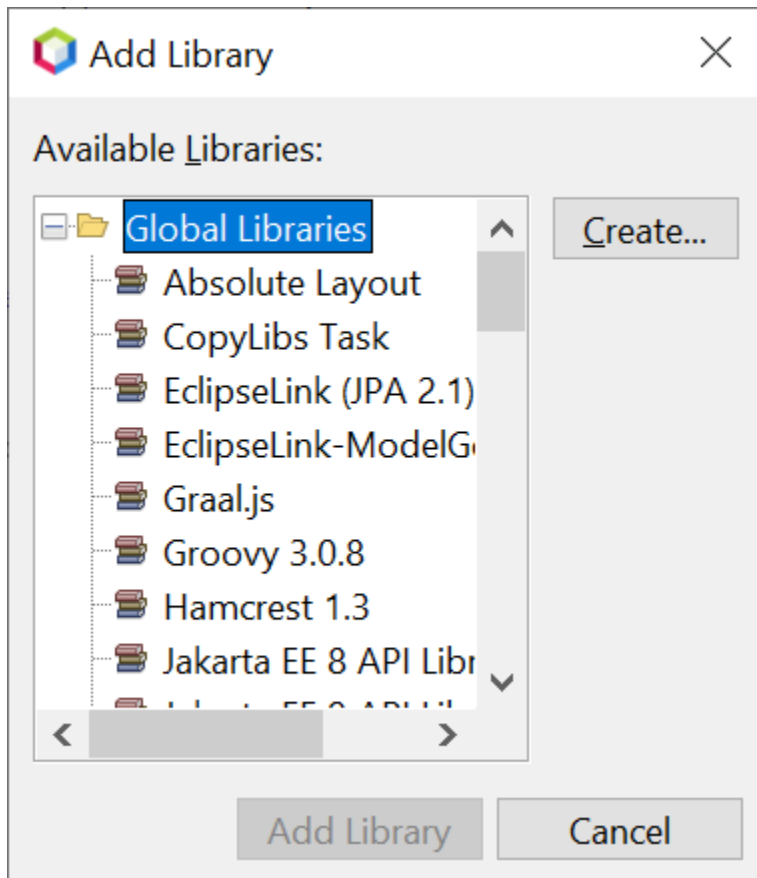 Add Library
Available Libraries:
Global Libraries
Create...
Absolute Layout
CopyLibs Task
EclipseLink (JPA 2.1)
EclipseLink-ModelG
Graal.js
Groovy 3.0.8
Hamcrest 1.3
Jakarta EE 8 API Libr
Add Library
Cancel